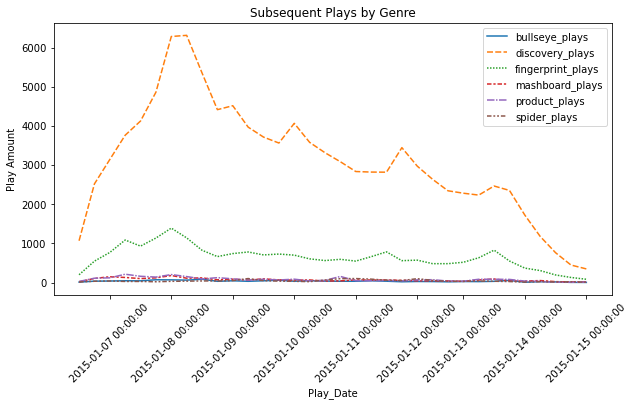 Subsequent Plays by Genre
bullseye_plays
discovery_plays
fingerprint_plays
mashboard_plays
product_plays
spider_plays
6000
5000
4000
3000
2000
1000
0
Play Amount
2015-01-07 00:00:00
2015-01-08 00:00:00
2015-01-09 00:00:00
2015-01-10 00:00:00
2015-01-11 00:00:00
2015-01-12 00:00:00
2015-01-13 00:00:00
2015-01-14 00:00:00
2015-01-15 00:00:00
Play_Date